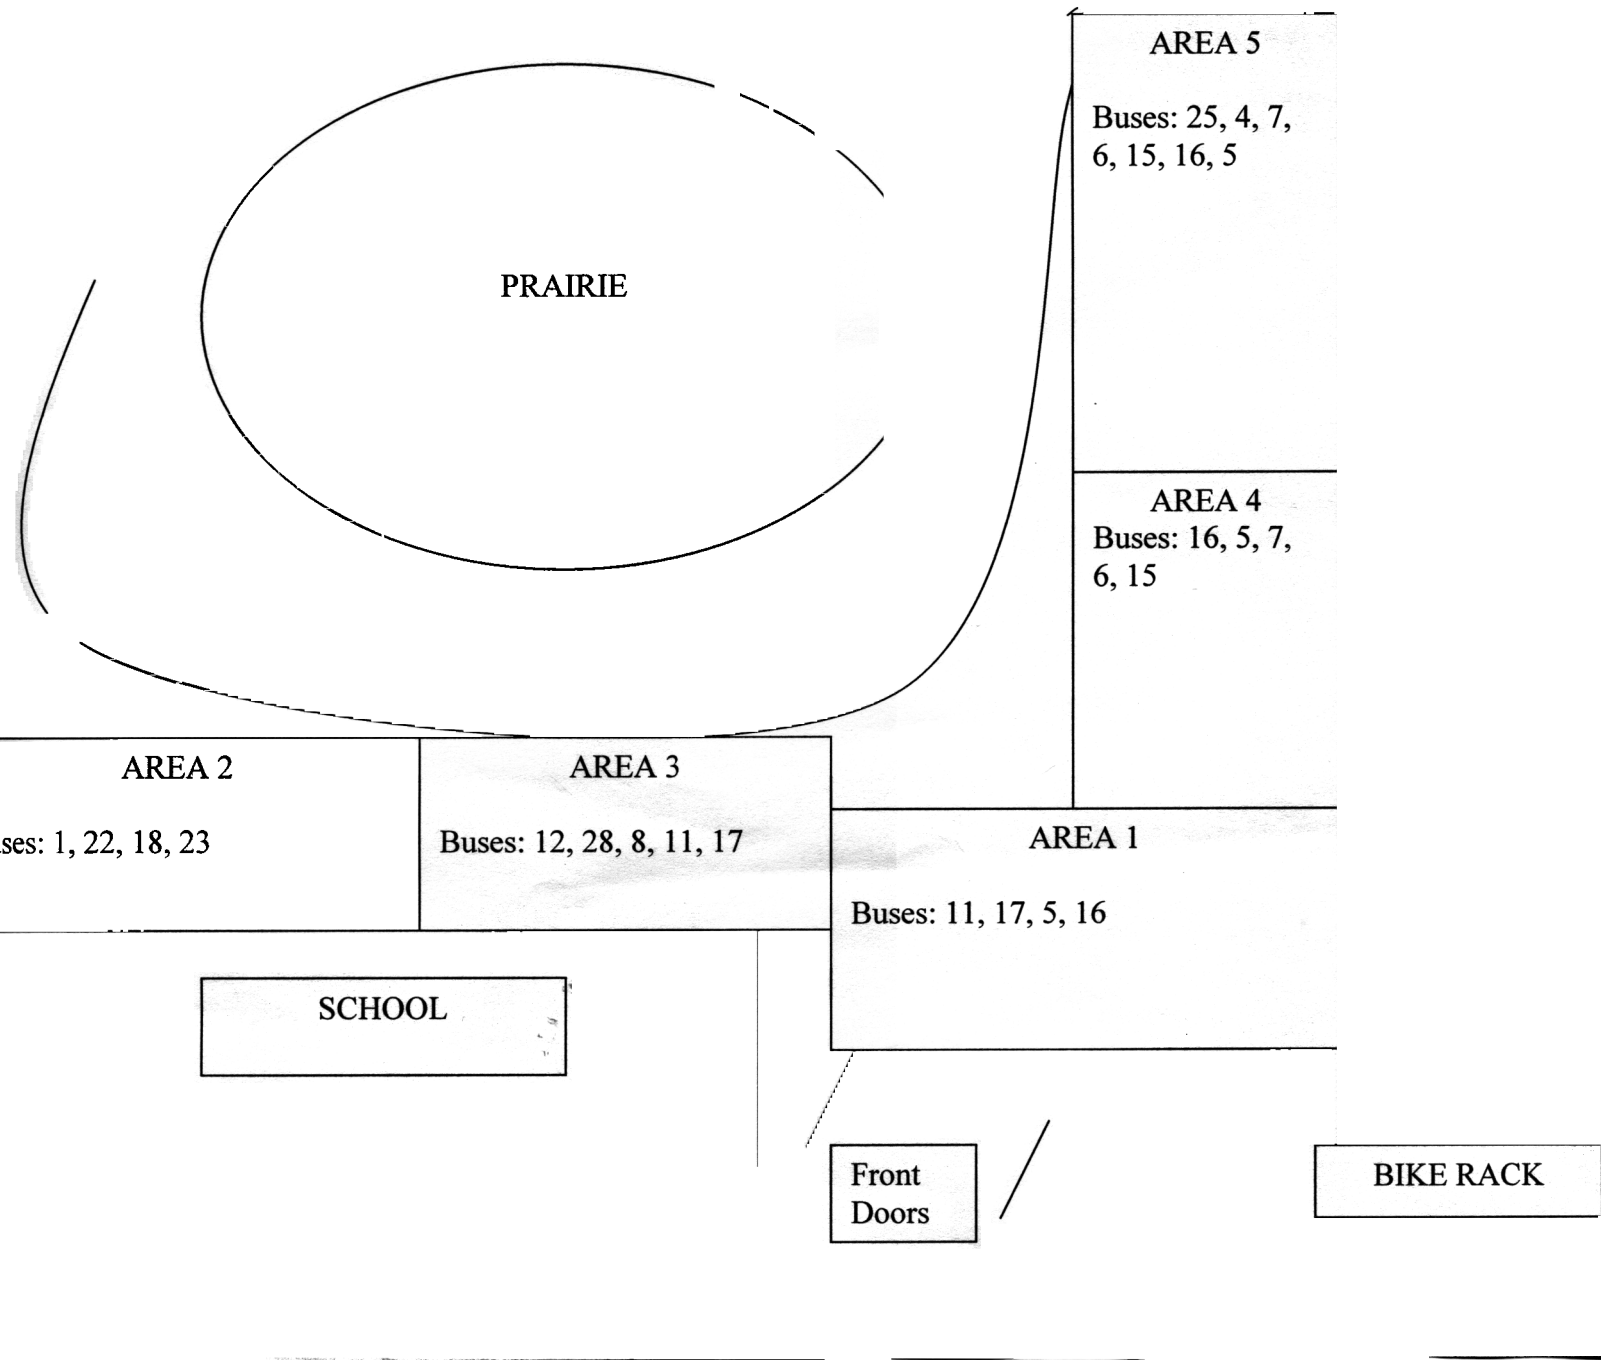 AREA 5
Buses: 25, 4, 7,
6, 15, 16, 5
PRAIRIE
AREA 4
Buses: 16, 5, 7,
6, 15
AREA 2
ses: 1, 22, 18, 23
AREA 3
Buses: 12, 28, 8, 11, 17
AREA 1
Buses: 11, 17, 5, 16
SCHOOL
Front
Doors
BIKE RACK